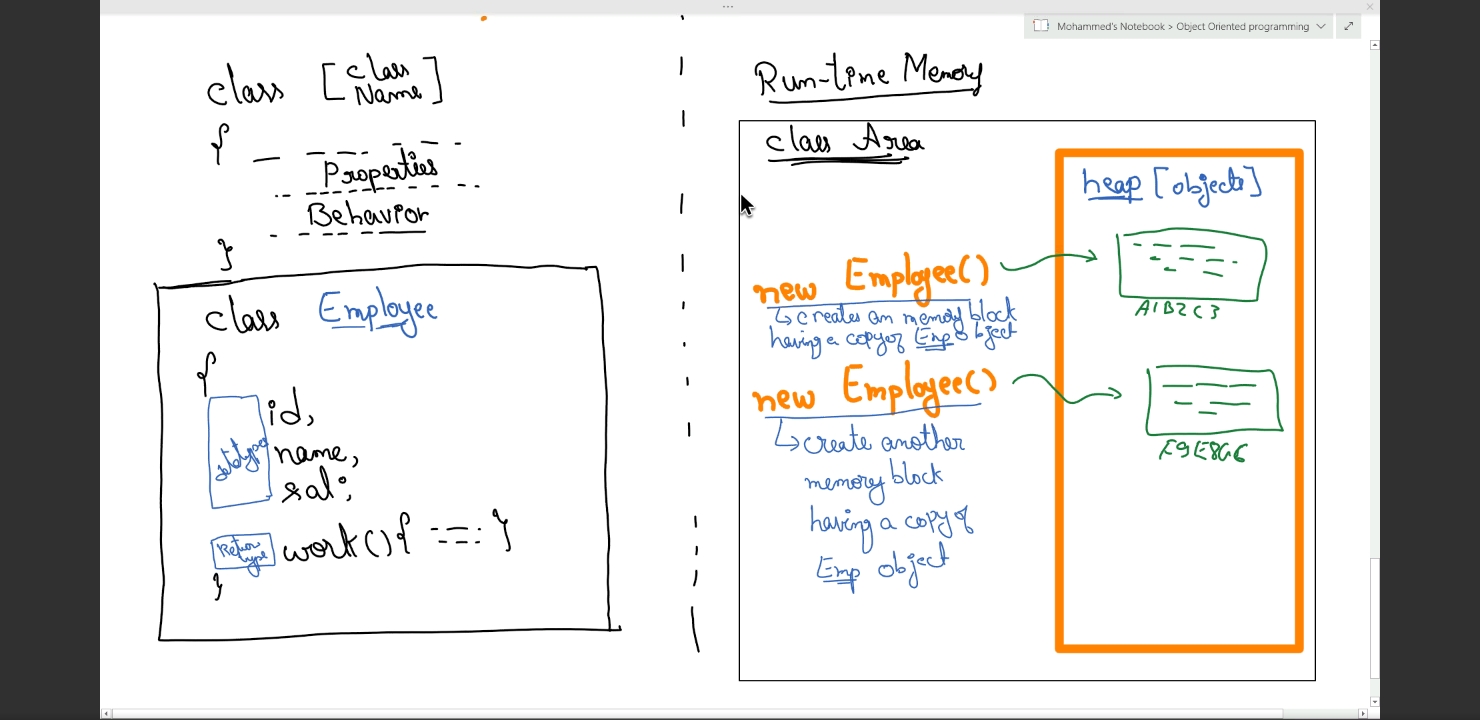 Mohammed's Notebook > Object Oriented programming
class [class
Name]
{
Properties
Behavior
}
class Employee
{
datatype
id,
name,
sal;
Return
type
work(){ }
}
Run-time Memory
class Area
heap [objects]
new Employee()
creates an memory block
having a copy of Emp object
A1B2C3
new Employee()
create another
memory block
having a copy of
Emp object
F9E8G6